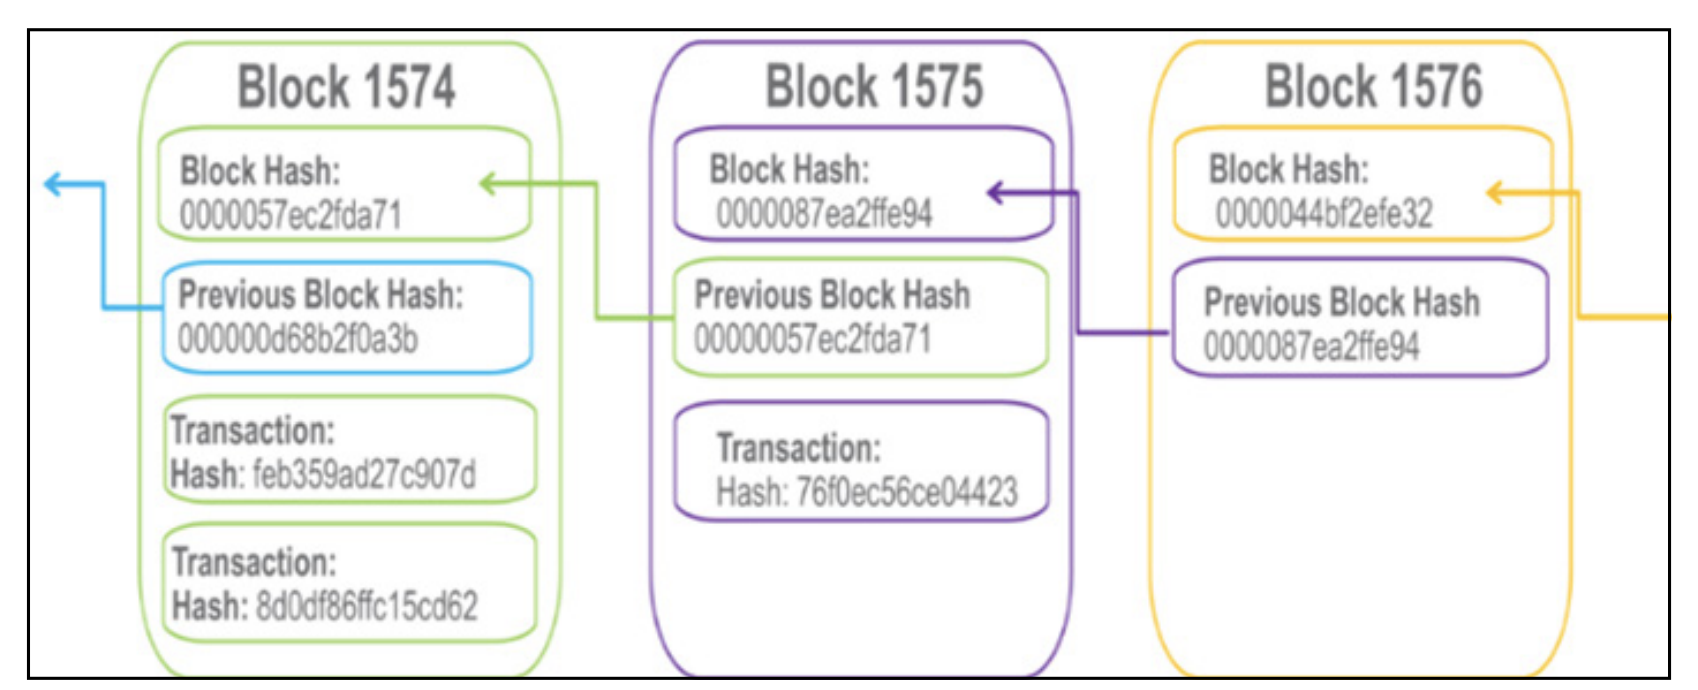 Block 1574
Block Hash:
0000057ec2fda71
Previous Block Hash:
000000d68b2f0a3b
Transaction:
Hash: feb359ad27c907d
Transaction:
Hash: 8d0df86ffc15cd62
Block 1575
Block Hash:
0000087ea2ffe94
Previous Block Hash
00000057ec2fda71
Transaction:
Hash: 76f0ec56ce04423
Block 1576
Block Hash:
0000044bf2efe32
Previous Block Hash
0000087ea2ffe94